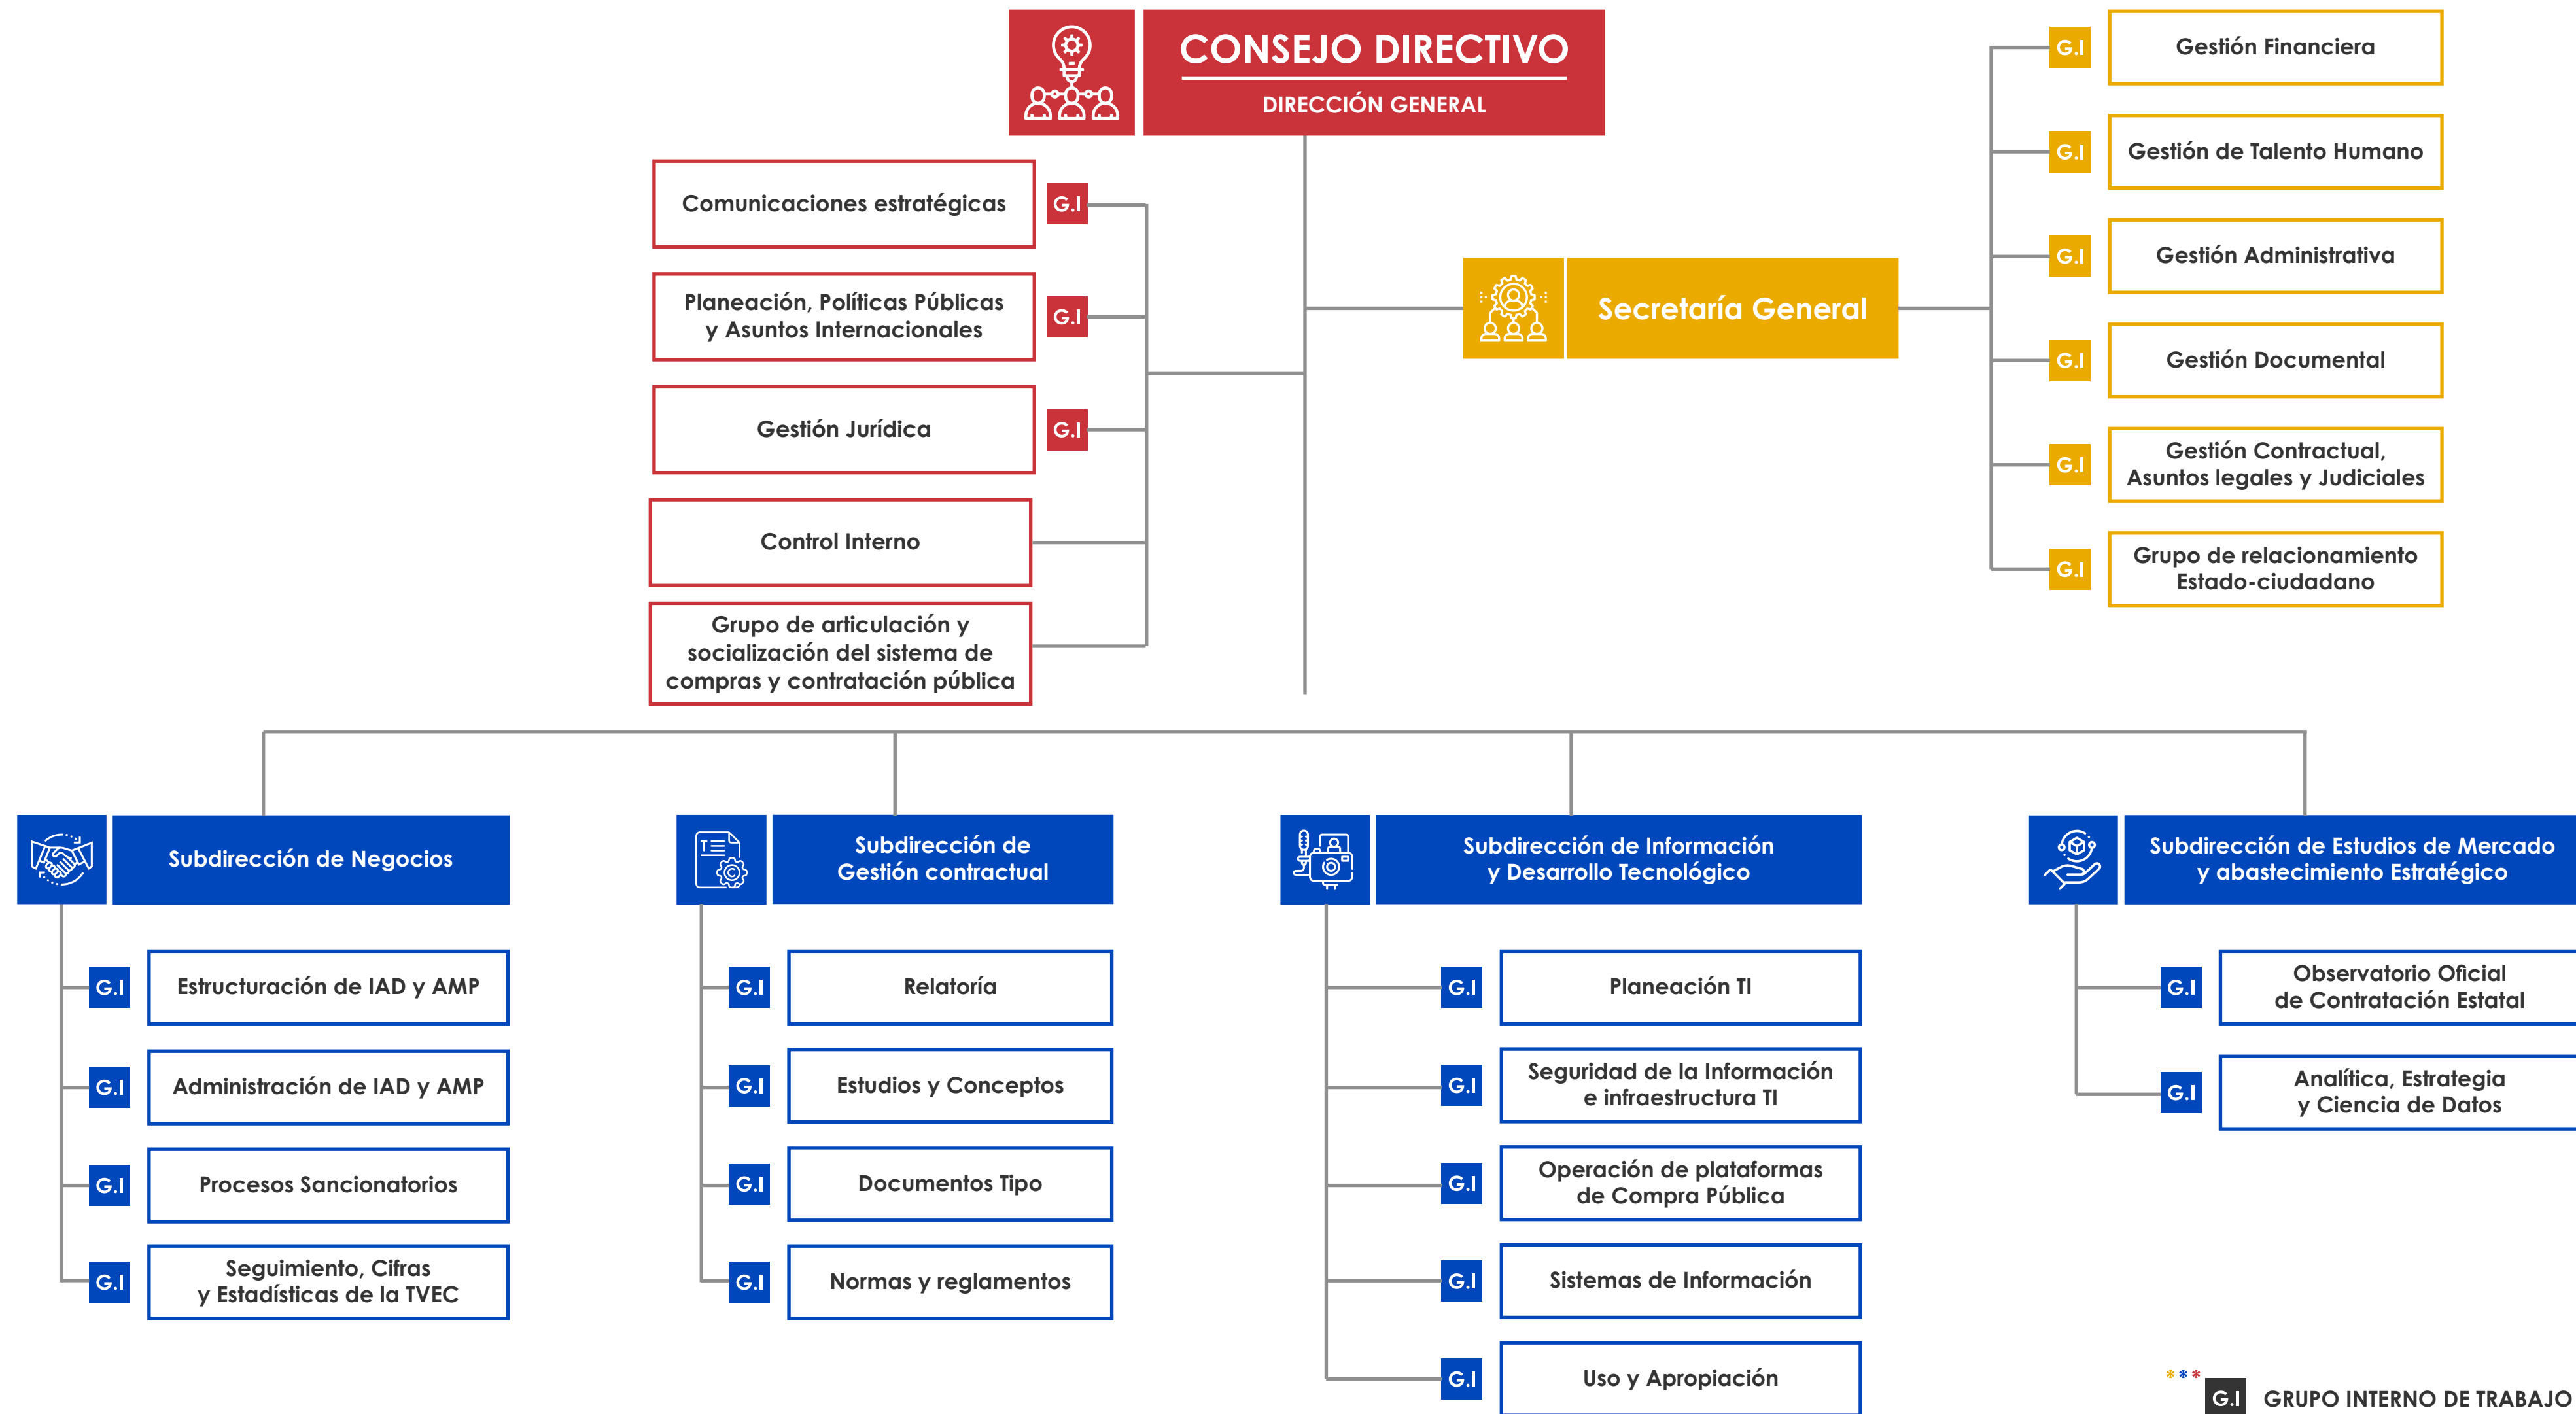 CONSEJO DIRECTIVO
DIRECCIÓN GENERAL
G.I
Comunicaciones estratégicas
G.I
Planeación, Políticas Públicas
y Asuntos Internacionales
G.I
Gestión Jurídica
G.I
Control Interno
Grupo de articulación y
socialización del sistema de
compras y contratación pública
Secretaría General
G.I
Gestión Financiera
G.I
Gestión de Talento Humano
G.I
Gestión Administrativa
G.I
Gestión Documental
G.I
Gestión Contractual,
Asuntos legales y Judiciales
G.I
Grupo de relacionamiento
Estado-ciudadano
Subdirección de Negocios
G.I
Estructuración de IAD y AMP
G.I
Administración de IAD y AMP
G.I
Procesos Sancionatorios
G.I
Seguimiento, Cifras
y Estadísticas de la TVEC
Subdirección de
Gestión contractual
G.I
Relatoría
G.I
Estudios y Conceptos
G.I
Documentos Tipo
G.I
Normas y reglamentos
Subdirección de Información
y Desarrollo Tecnológico
G.I
Planeación TI
G.I
Seguridad de la Información
e infraestructura TI
G.I
Operación de plataformas
de Compra Pública
G.I
Sistemas de Información
G.I
Uso y Apropiación
Subdirección de Estudios de Mercado
y abastecimiento Estratégico
G.I
Observatorio Oficial
de Contratación Estatal
G.I
Analítica, Estrategia
y Ciencia de Datos
***
G.I GRUPO INTERNO DE TRABAJO